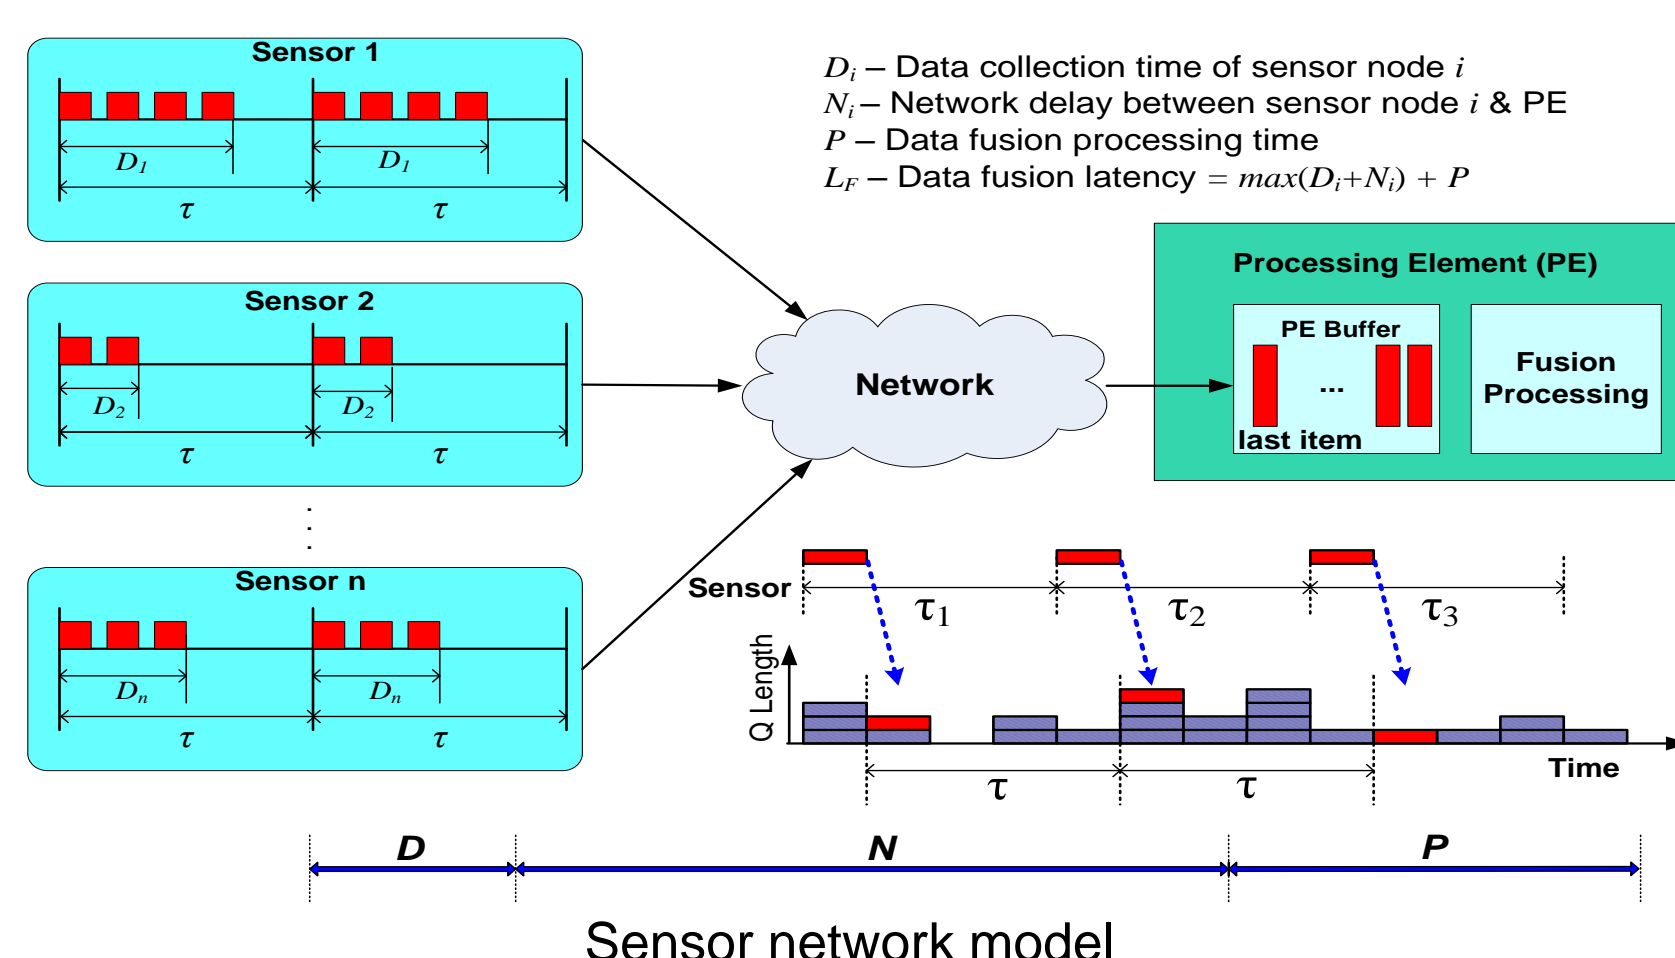 Sensor 1
D1
D1
τ
τ
Sensor 2
D2
D2
τ
τ
Sensor n
Dn
Dn
τ
τ
Di – Data collection time of sensor node i
Ni – Network delay between sensor node i & PE
P – Data fusion processing time
LF – Data fusion latency = max(Di+Ni) + P
Network
Processing Element (PE)
PE Buffer
...
last item
Fusion
Processing
Sensor
τ1
τ2
τ3
Q Length
τ
τ
Time
D
N
P
Sensor network model